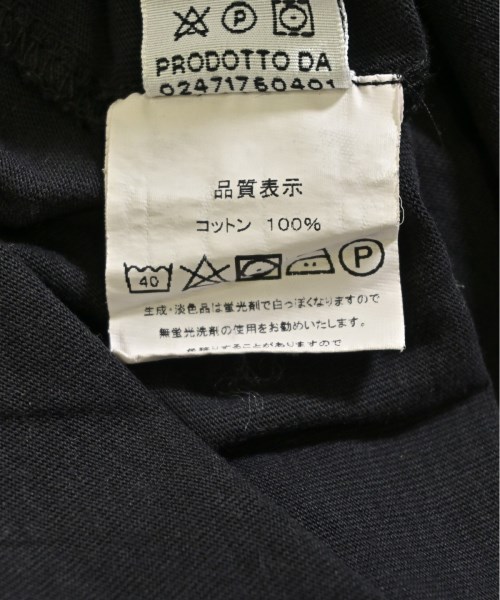 P
PRODOTTO DA
02471760401
品質表示
コットン 100%
40 P
生成・淡色品は蛍光剤で白っぽくなりますので
無蛍光洗剤の使用をお勧めいたします。